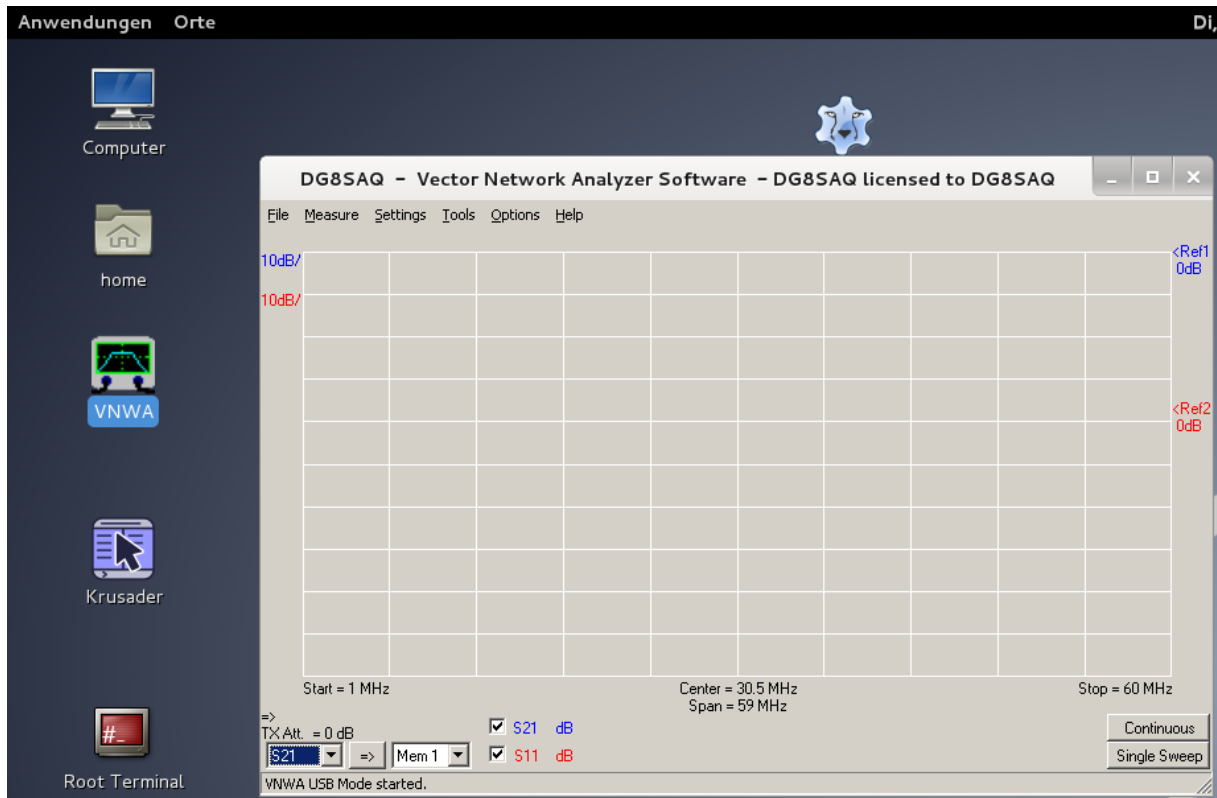 Anwendungen Orte
Di,
Computer
home
VNWA
Krusader
#_
Root Terminal
DG8SAQ - Vector Network Analyzer Software - DG8SAQ licensed to DG8SAQ
File Measure Settings Tools Options Help
10dB/
<Ref1
0dB
10dB/
<Ref2
0dB
Start = 1 MHz
Center = 30.5 MHz
Stop = 60 MHz
Span = 59 MHz
=>
TX Att. = 0 dB
S21 dB
Continuous
S21
=>
Mem 1
S11 dB
Single Sweep
VNWA USB Mode started.